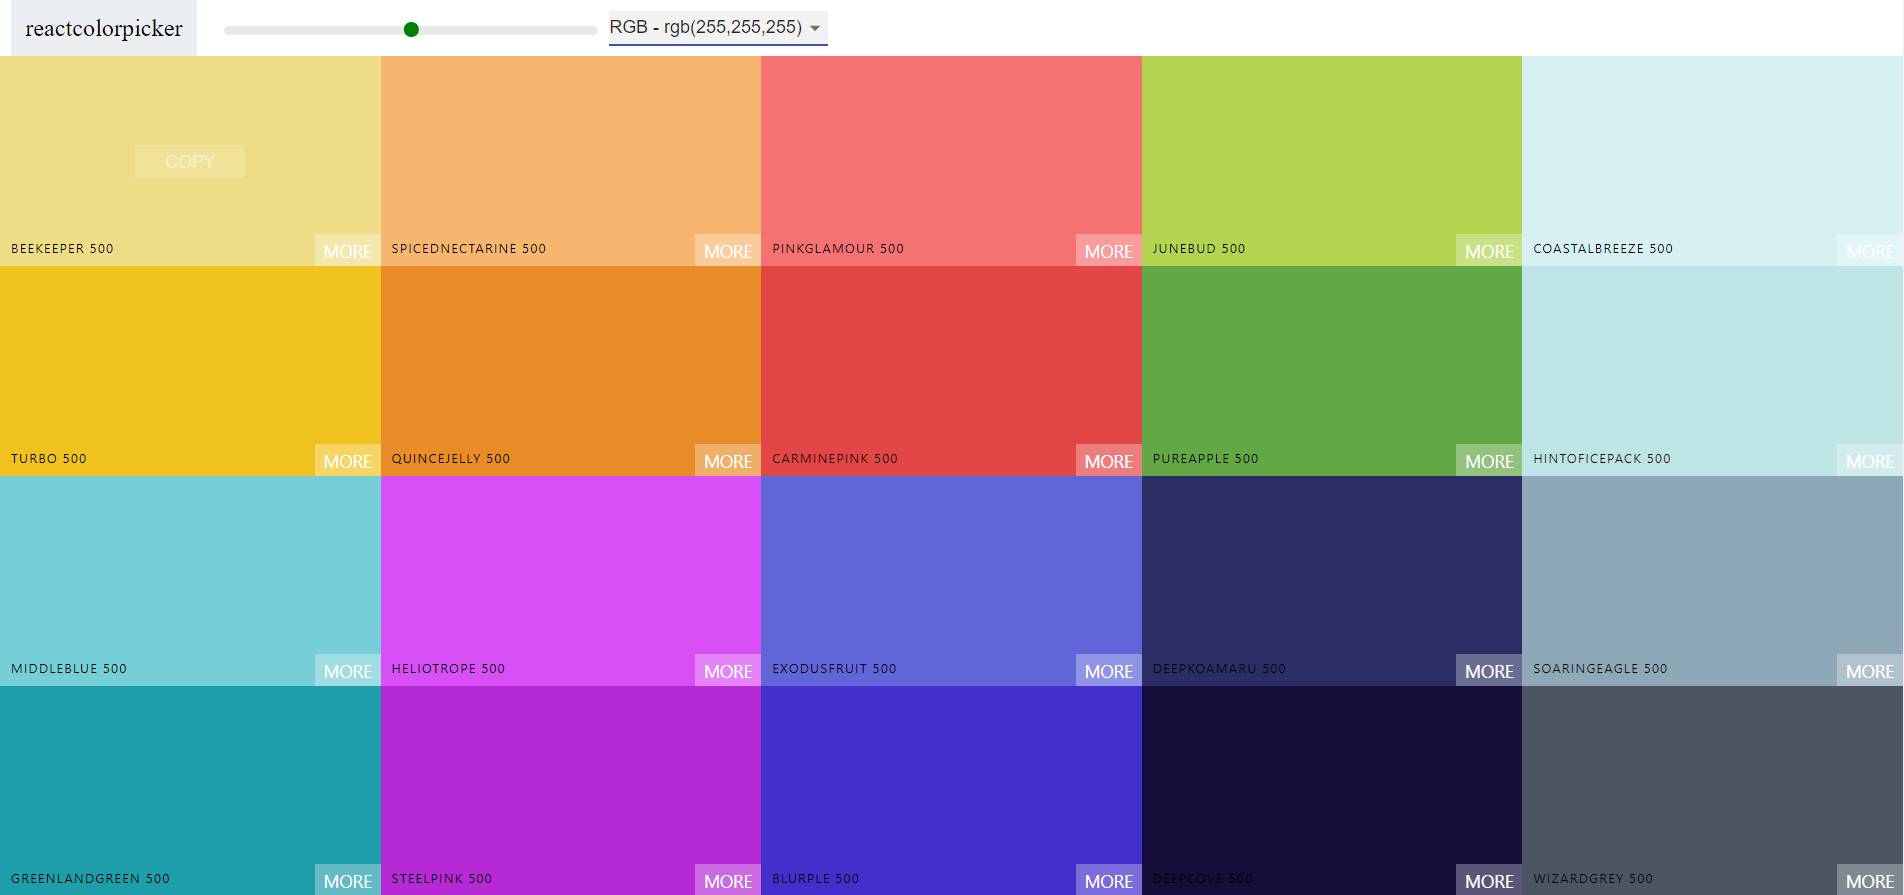 reactcolorpicker
RGB - rgb(255,255,255)
COPY
BEEKEEPER 500 MORE
SPICEDNECTARINE 500 MORE
PINKGLAMOUR 500 MORE
JUNEBUD 500 MORE
COASTALBREEZE 500 MORE
TURBO 500 MORE
QUINCEJELLY 500 MORE
CARMINEPINK 500 MORE
PUREAPPLE 500 MORE
HINTOFICEPACK 500 MORE
MIDDLEBLUE 500 MORE
HELIOTROPE 500 MORE
EXODUSFRUIT 500 MORE
DEEPKOAMARU 500 MORE
SOARINGEAGLE 500 MORE
GREENLANDGREEN 500 MORE
STEELPINK 500 MORE
BLURPLE 500 MORE
DEEPCOVE 500 MORE
WIZARDGREY 500 MORE